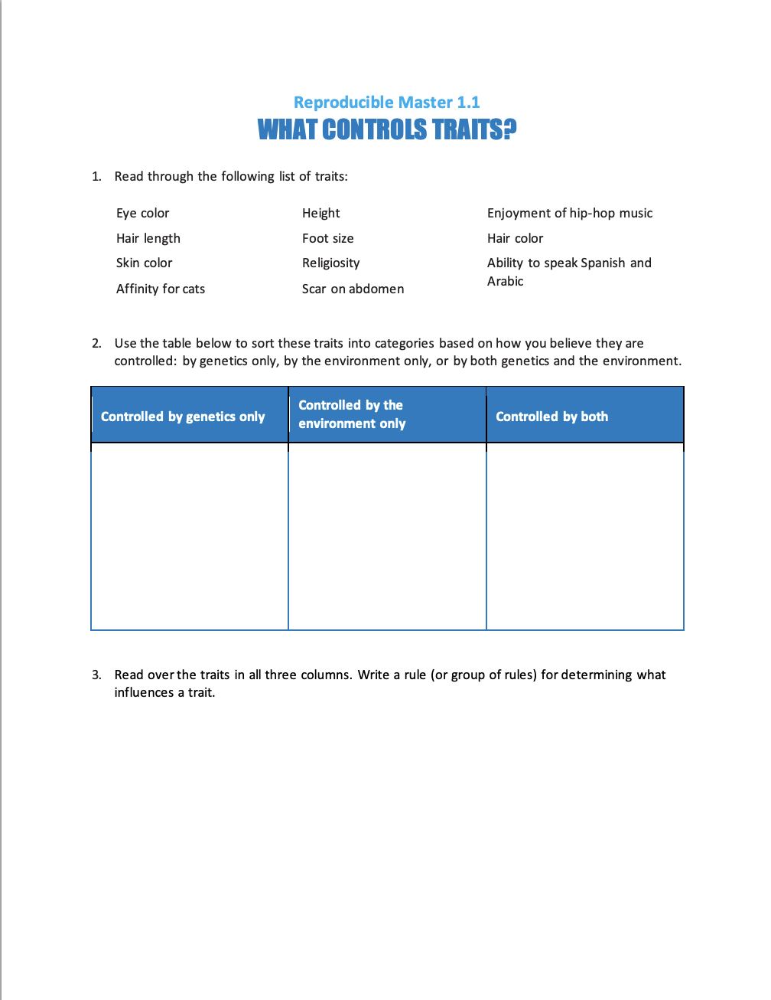 Reproducible Master 1.1
WHAT CONTROLS TRAITS?
1. Read through the following list of traits:
Eye color
Hair length
Skin color
Affinity for cats
Height
Foot size
Religiosity
Scar on abdomen
Enjoyment of hip-hop music
Hair color
Ability to speak Spanish and
Arabic
2. Use the table below to sort these traits into categories based on how you believe they are
controlled: by genetics only, by the environment only, or by both genetics and the environment.
Controlled by genetics only
Controlled by the
environment only
Controlled by both
3. Read over the traits in all three columns. Write a rule (or group of rules) for determining what
influences a trait.